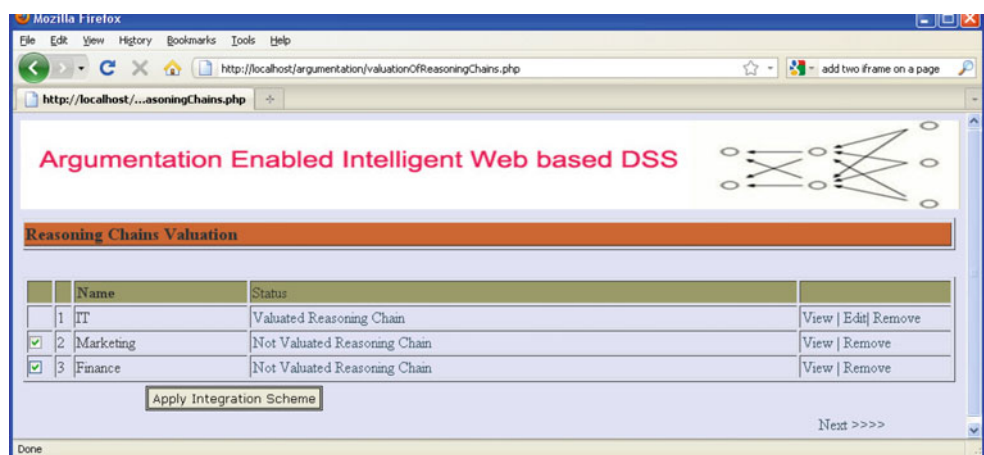 Mozilla Firefox
File Edit View History Bookmarks Tools Help
http://localhost/argumentation/valuationOfReasoningChains.php add two iframe on a page
http://localhost/...asoningChains.php
Argumentation Enabled Intelligent Web based DSS
Reasoning Chains Valuation
Name Status
1 IT Valuated Reasoning Chain View | Edit| Remove
2 Marketing Not Valuated Reasoning Chain View | Remove
3 Finance Not Valuated Reasoning Chain View | Remove
Apply Integration Scheme
Next >>>>
Done